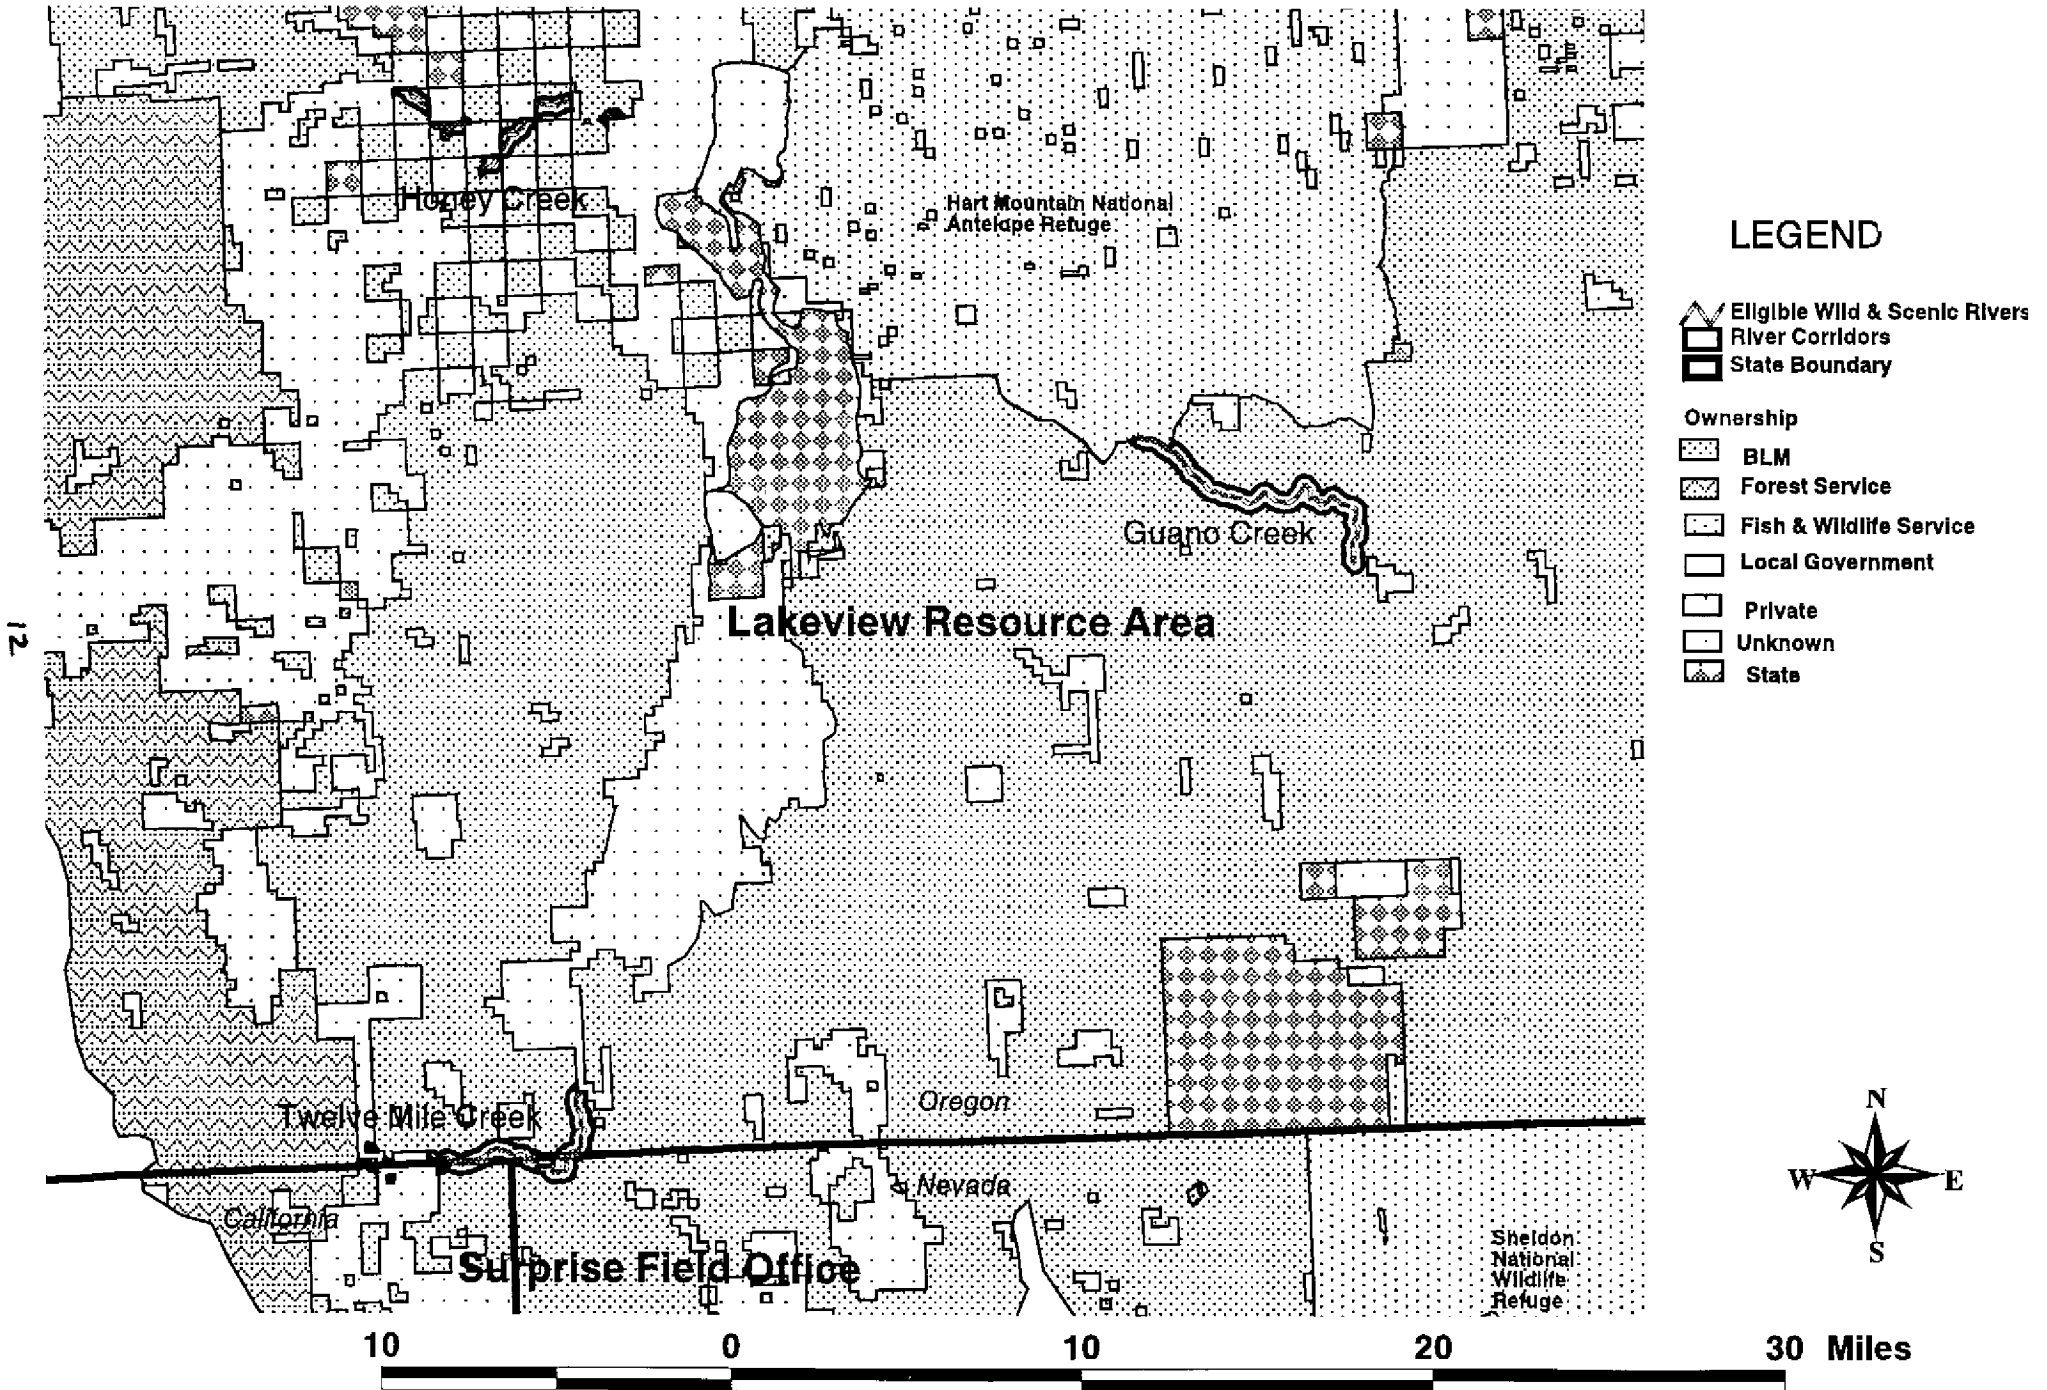 Honey Creek
Hart Mountain National
Antelope Refuge
Guano Creek
Lakeview Resource Area
12
Twelve Mile Creek
Oregon
Nevada
California
Surprise Field Office
Sheldon
National
Wildlife
Refuge
LEGEND
Eligible Wild & Scenic Rivers
River Corridors
State Boundary
Ownership
BLM
Forest Service
Fish & Wildlife Service
Local Government
Private
Unknown
State
N
W E
S
10 0 10 20 30 Miles